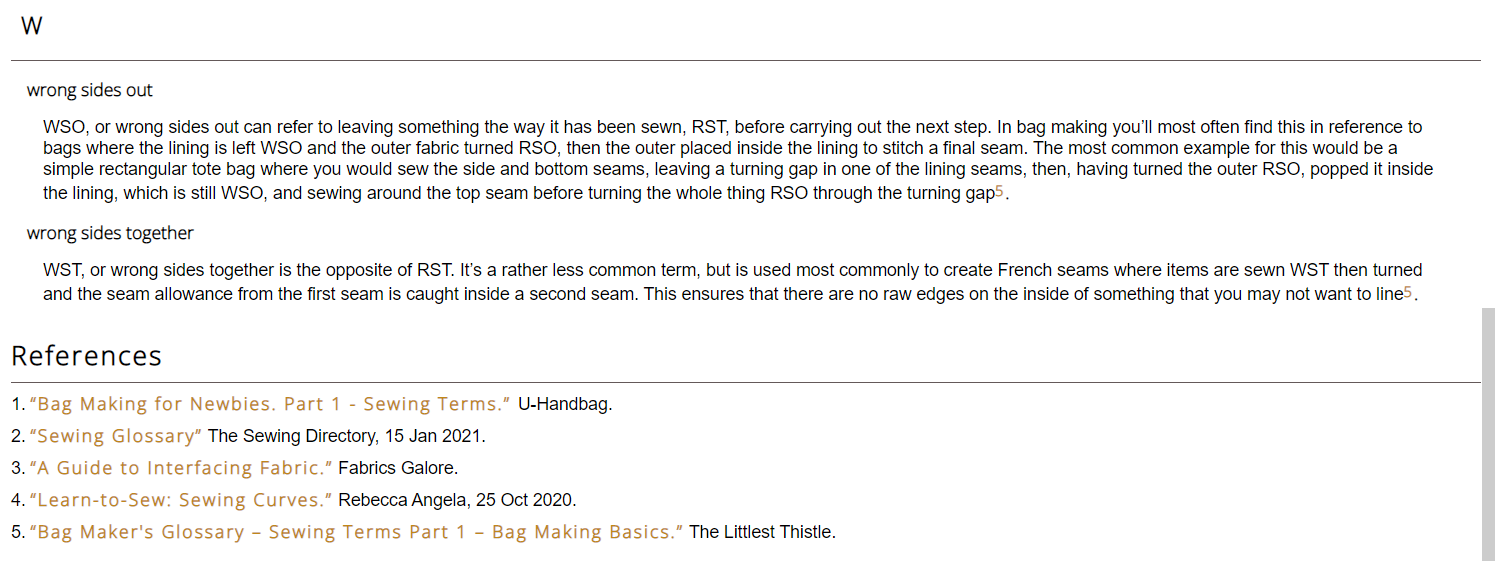 W
wrong sides out
WSO, or wrong sides out can refer to leaving something the way it has been sewn, RST, before carrying out the next step. In bag making you’ll most often find this in reference to
bags where the lining is left WSO and the outer fabric turned RSO, then the outer placed inside the lining to stitch a final seam. The most common example for this would be a
simple rectangular tote bag where you would sew the side and bottom seams, leaving a turning gap in one of the lining seams, then, having turned the outer RSO, popped it inside
the lining, which is still WSO, and sewing around the top seam before turning the whole thing RSO through the turning gap5.
wrong sides together
WST, or wrong sides together is the opposite of RST. It’s a rather less common term, but is used most commonly to create French seams where items are sewn WST then turned
and the seam allowance from the first seam is caught inside a second seam. This ensures that there are no raw edges on the inside of something that you may not want to line5.
References
1. “Bag Making for Newbies. Part 1 - Sewing Terms.” U-Handbag.
2. “Sewing Glossary” The Sewing Directory, 15 Jan 2021.
3. “A Guide to Interfacing Fabric.” Fabrics Galore.
4. “Learn-to-Sew: Sewing Curves.” Rebecca Angela, 25 Oct 2020.
5. “Bag Maker's Glossary – Sewing Terms Part 1 – Bag Making Basics.” The Littlest Thistle.